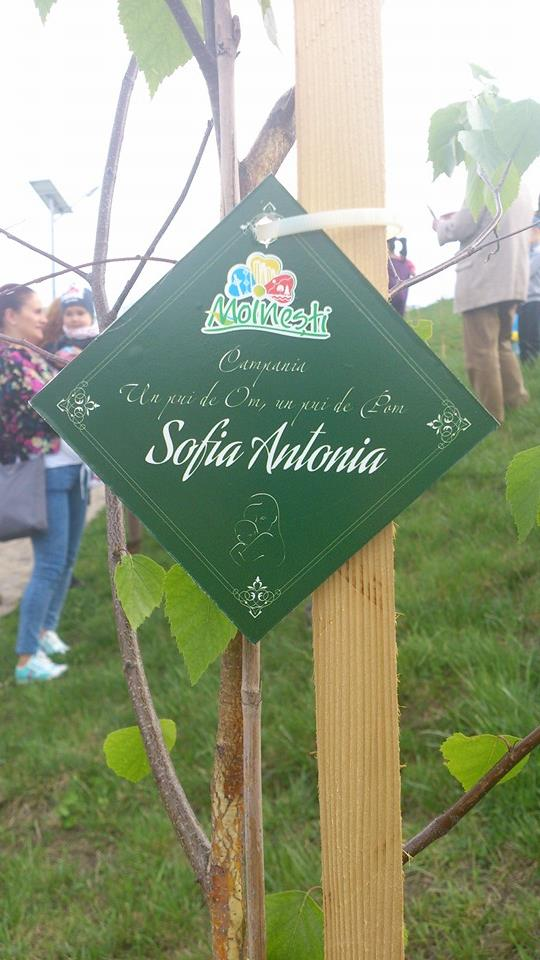 Moinești
Campania
Un pui de Om, un pui de Pom
Sofia Antonia